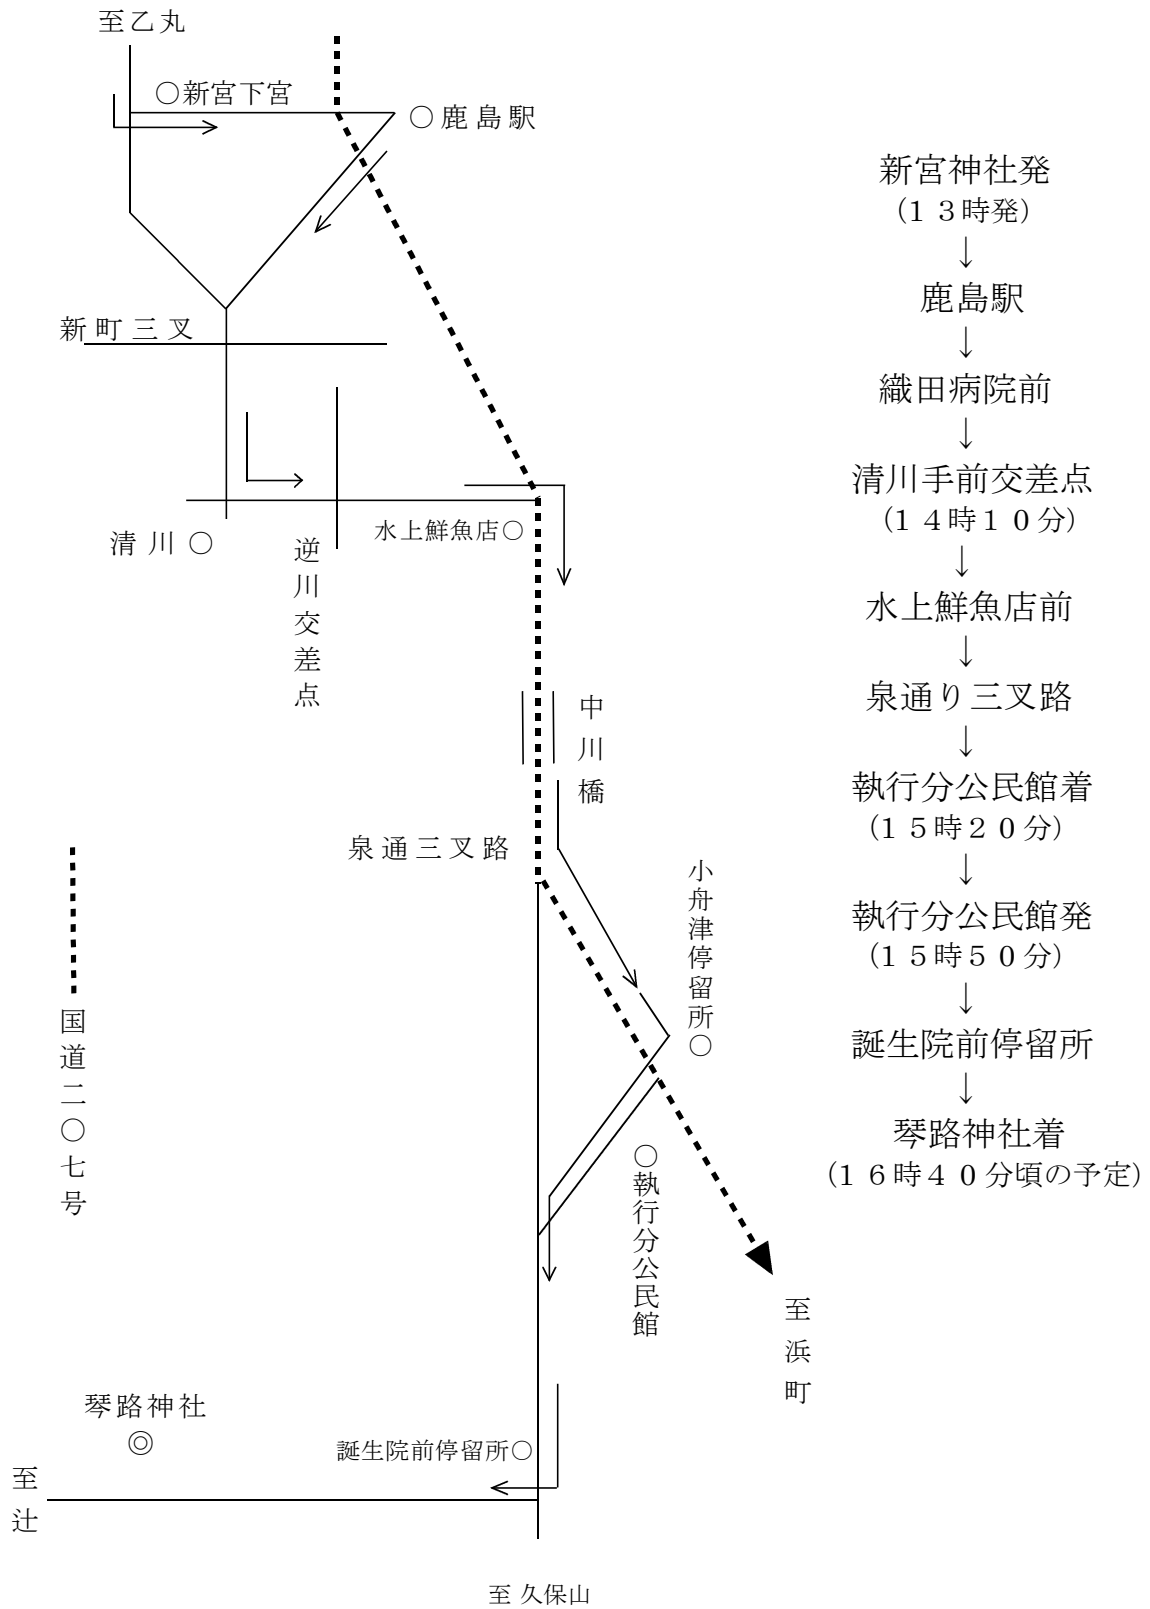 至乙丸
○新宮下宮
○鹿島駅
新町三叉
清川○
逆川交差点
水上鮮魚店○
中川橋
泉通三叉路
小舟津停留所○
国道二〇七号
○執行分公民館
至浜町
琴路神社
◎
誕生院前停留所○
至辻
至 久保山
新宮神社発
(１３時発)
↓
鹿島駅
↓
織田病院前
↓
清川手前交差点
(１４時１０分)
↓
水上鮮魚店前
↓
泉通り三叉路
↓
執行分公民館着
(１５時２０分)
↓
執行分公民館発
(１５時５０分)
↓
誕生院前停留所
↓
琴路神社着
(１６時４０分頃の予定)